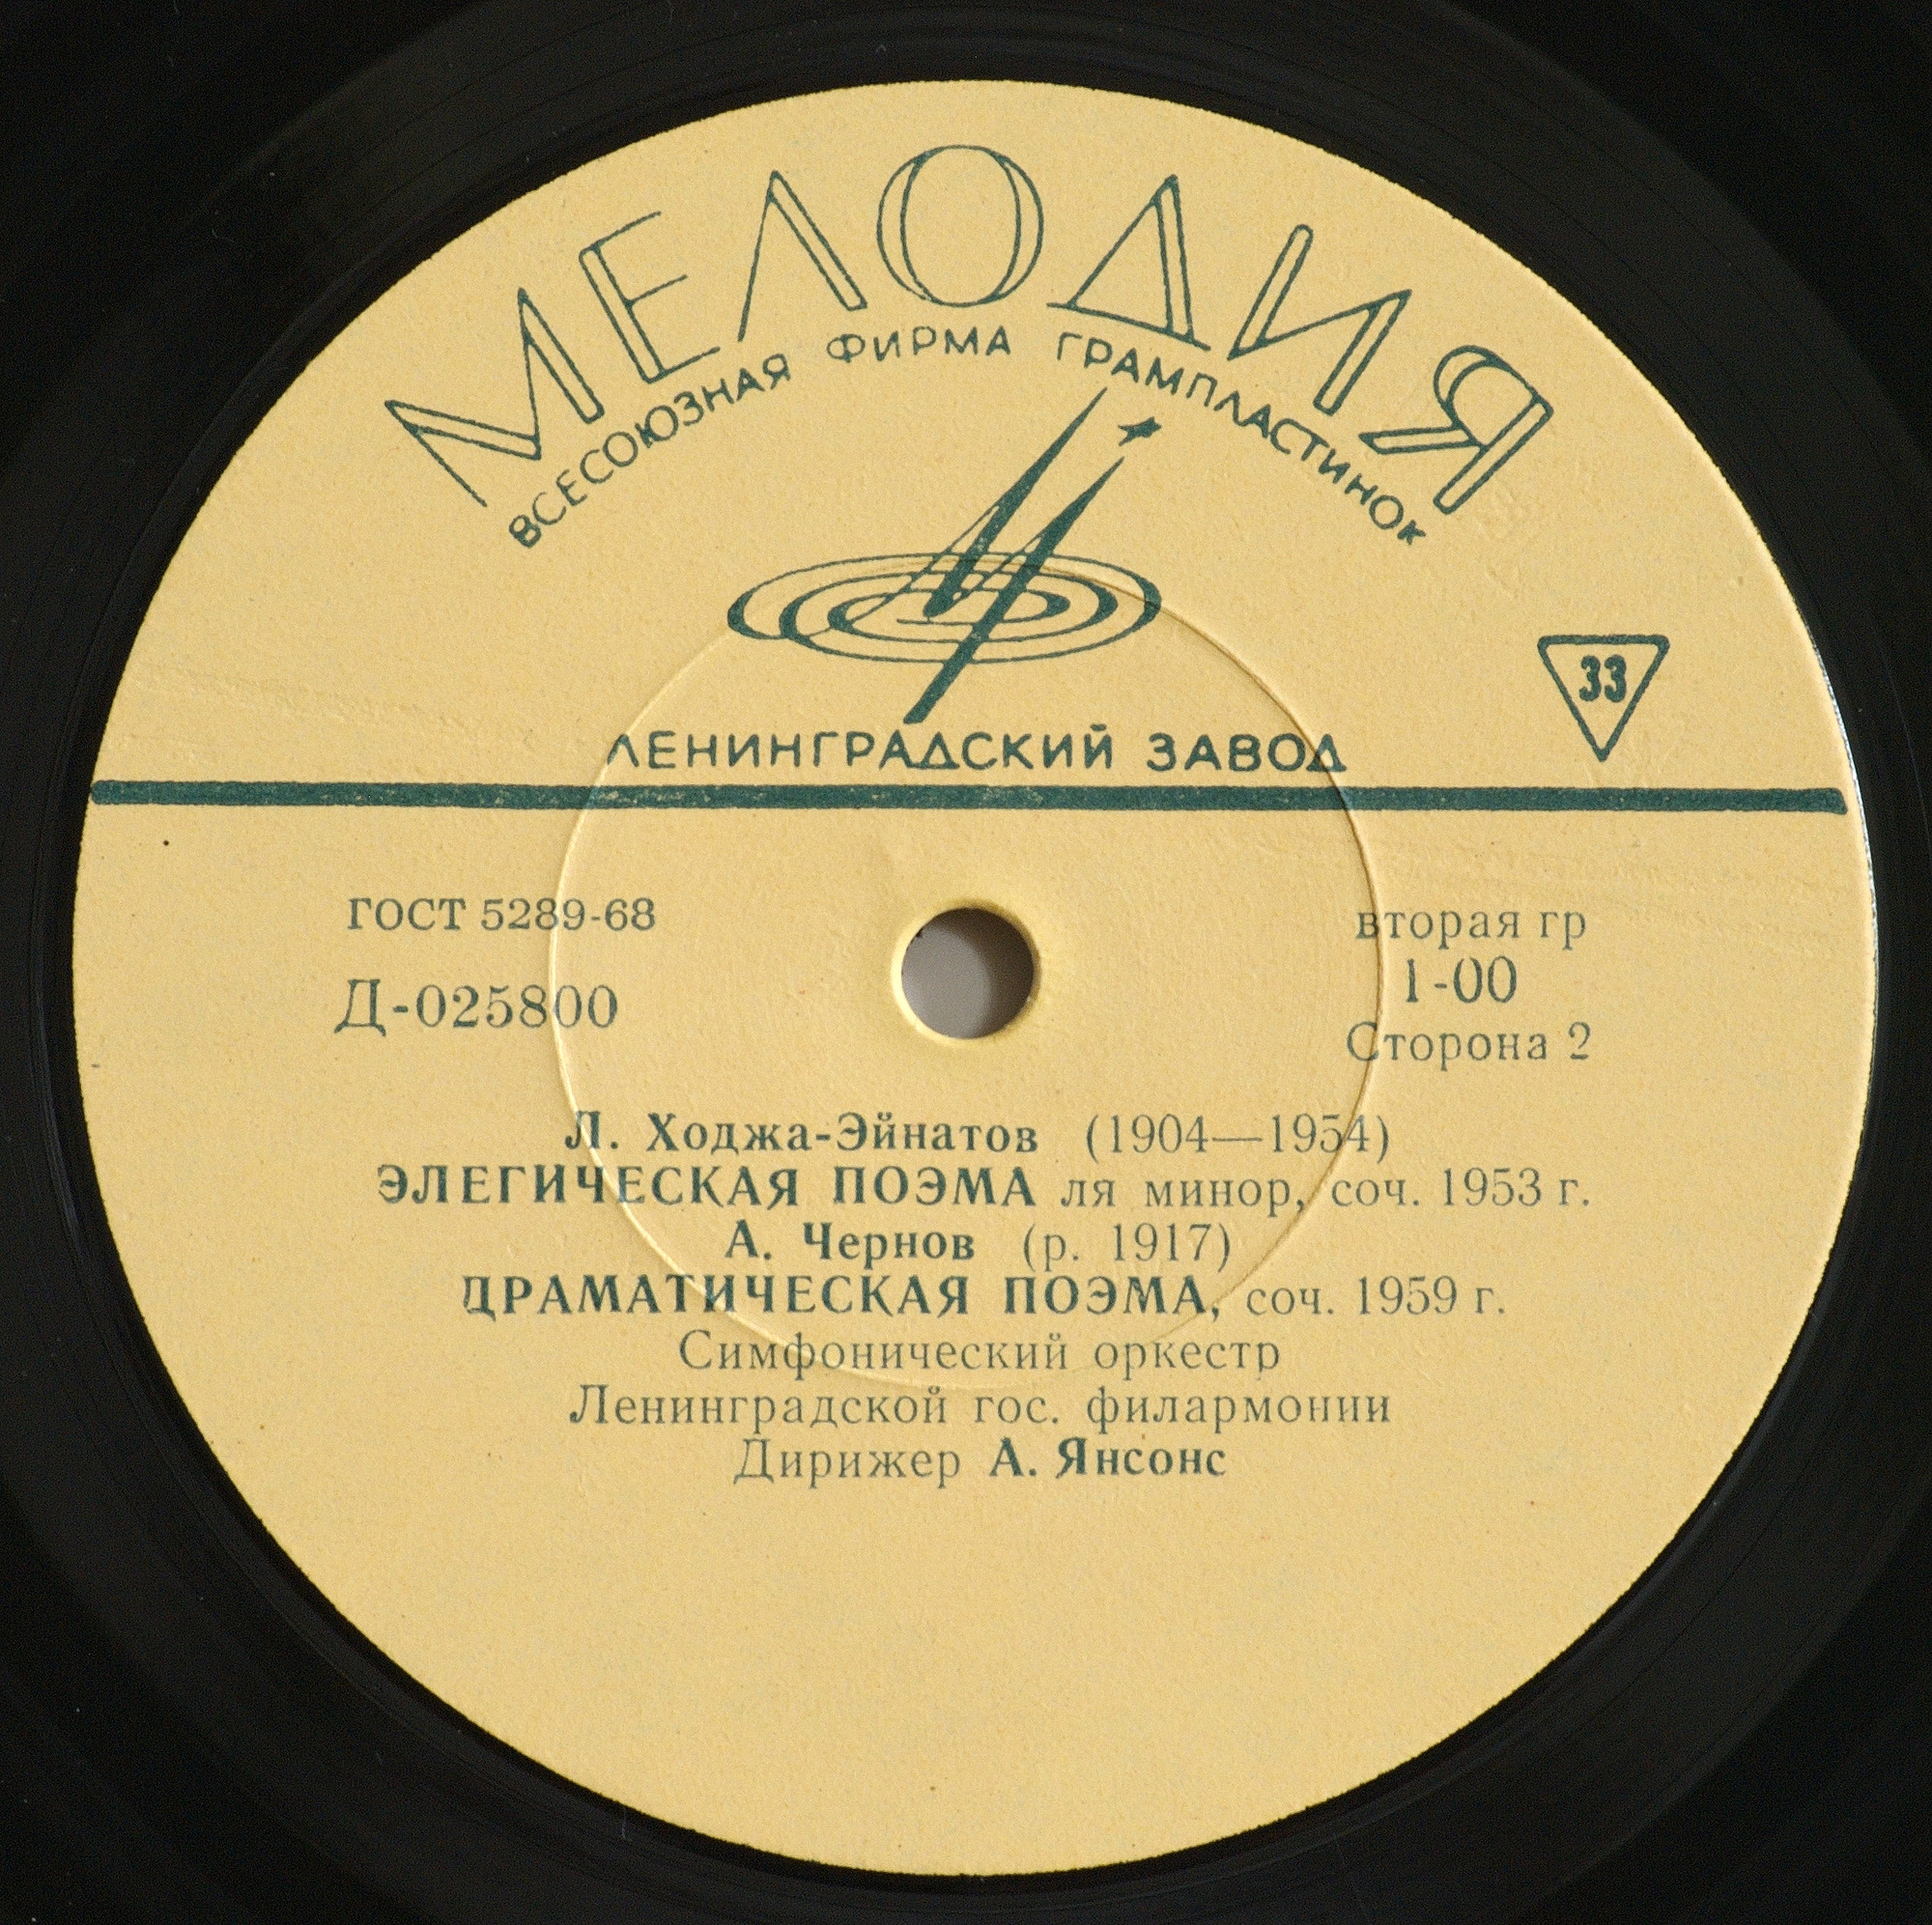 МЕЛОДИЯ
ВСЕСОЮЗНАЯ ФИРМА ГРАМПЛАСТИНОК
33
ЛЕНИНГРАДСКИЙ ЗАВОД
ГОСТ 5289-68
вторая гр
Д-025800
1-00
Сторона 2
Л. Ходжа-Эйнатов (1904—1954)
ЭЛЕГИЧЕСКАЯ ПОЭМА ля минор, соч. 1953 г.
А. Чернов (р. 1917)
ДРАМАТИЧЕСКАЯ ПОЭМА, соч. 1959 г.
Симфонический оркестр
Ленинградской гос. филармонии
Дирижер А. Янсонс